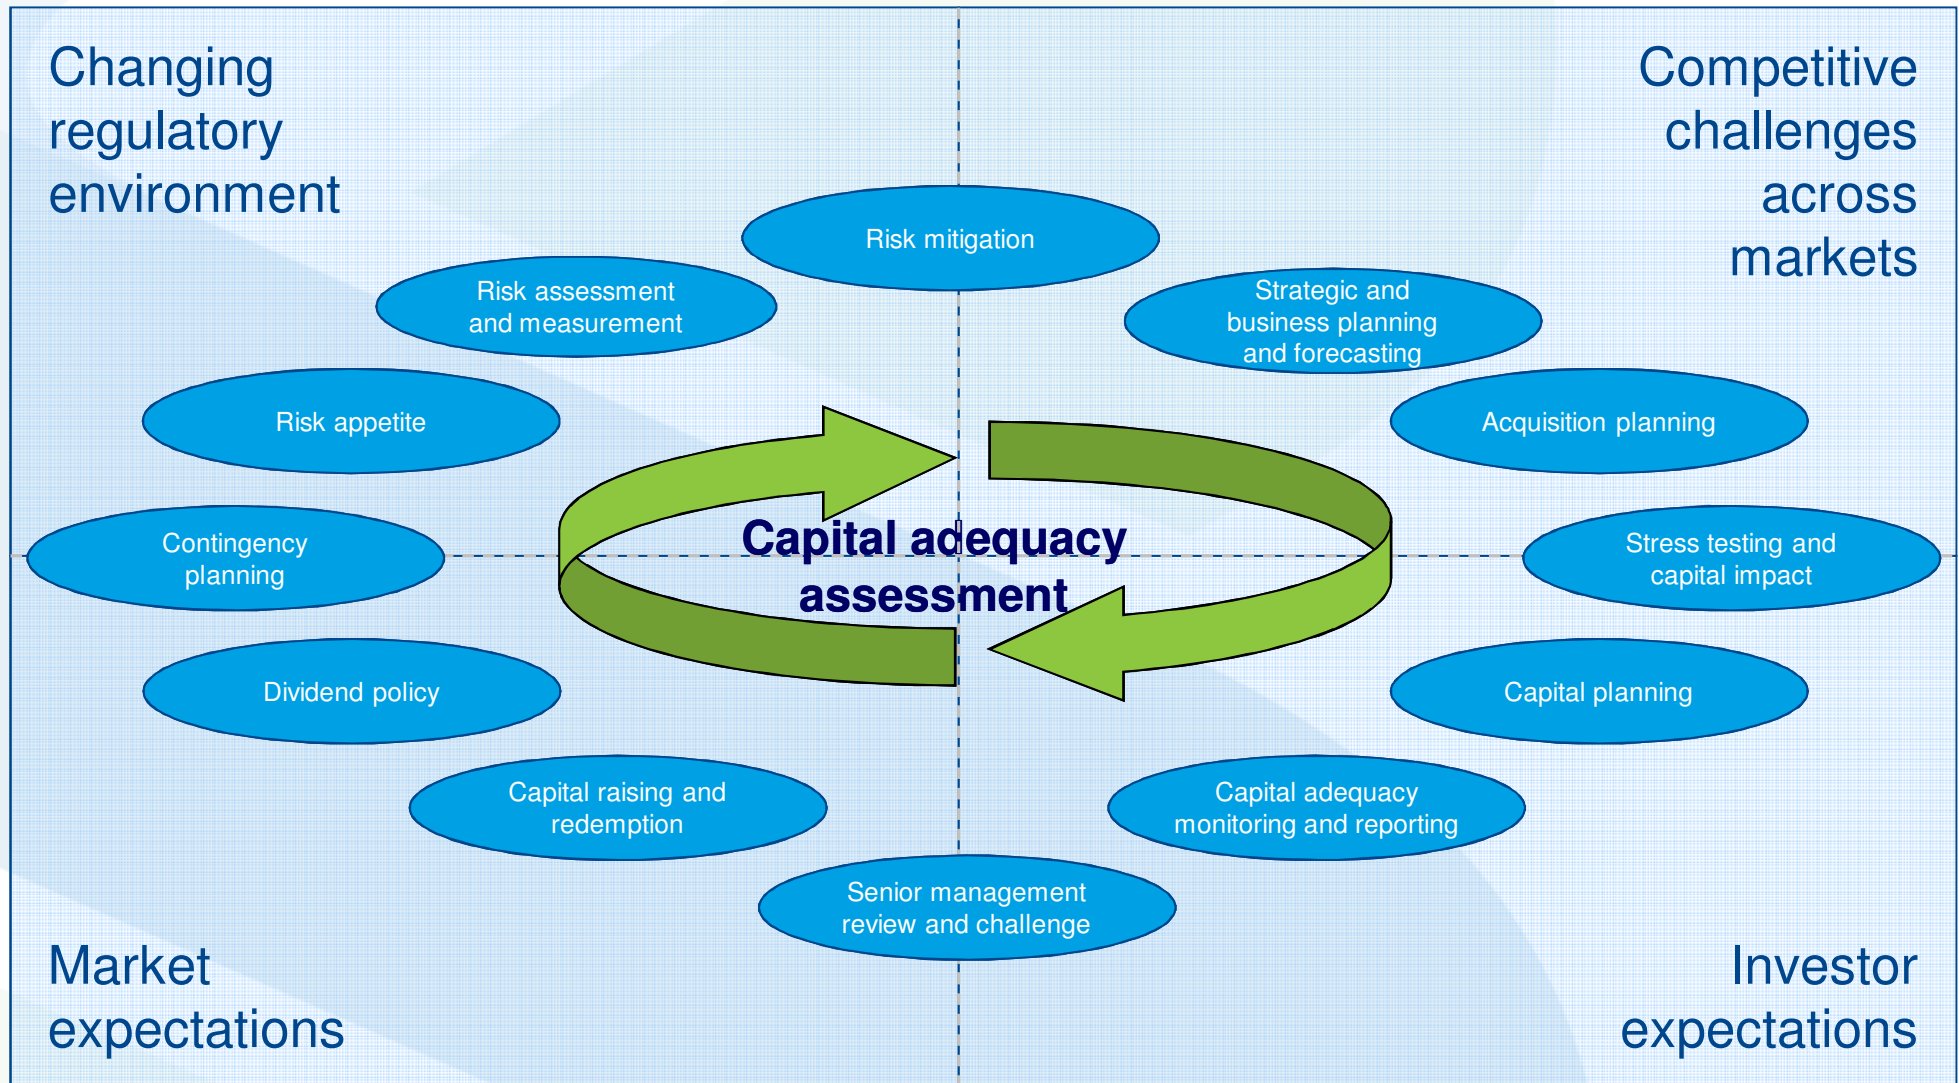 Changing
regulatory
environment
Competitive
challenges
across
markets
Risk mitigation
Risk assessment
and measurement
Strategic and
business planning
and forecasting
Risk appetite
Acquisition planning
Contingency
planning
Capital adequacy
assessment
Stress testing and
capital impact
Dividend policy
Capital planning
Capital raising and
redemption
Capital adequacy
monitoring and reporting
Senior management
review and challenge
Market
expectations
Investor
expectations